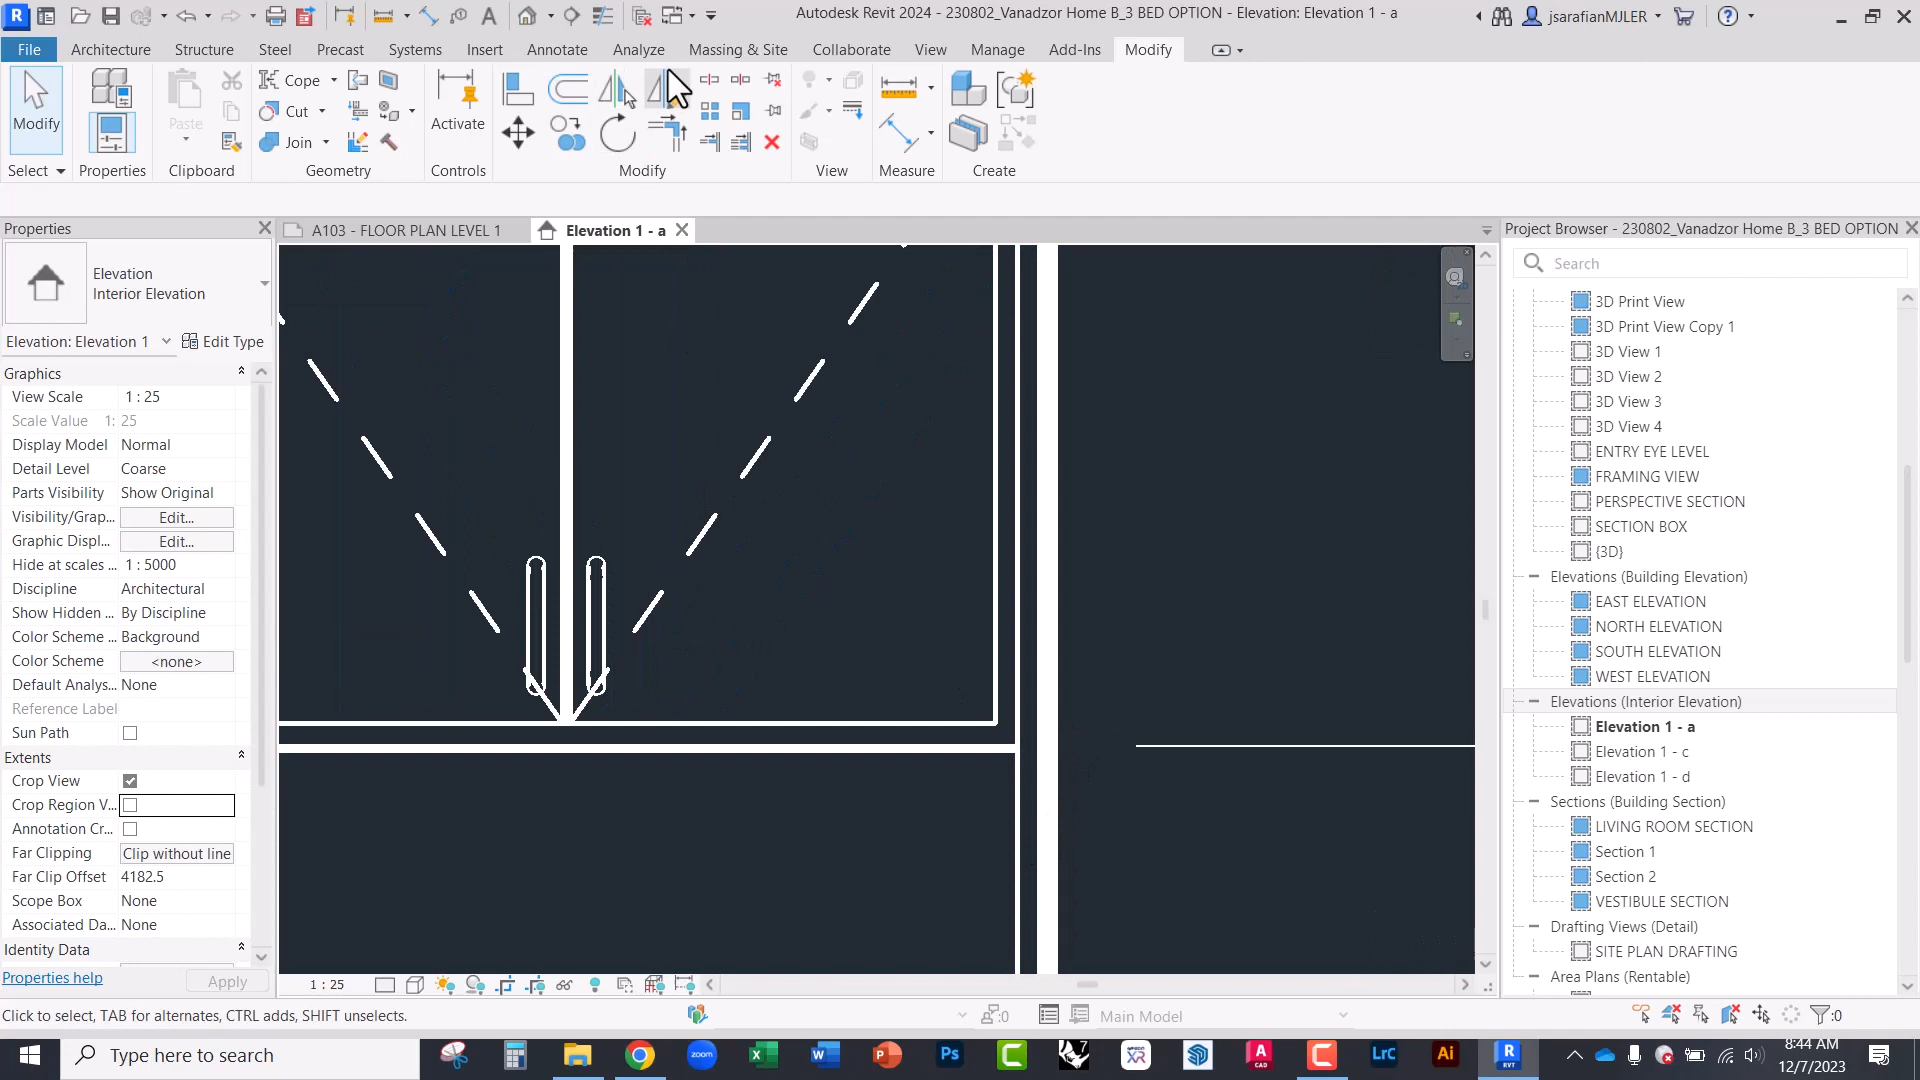 Autodesk Revit 2024 - 230802_Vanadzor Home B_3 BED OPTION - Elevation: Elevation 1 - a
jsarafianMJLER
File Architecture Structure Steel Precast Systems Insert Annotate Analyze Massing & Site Collaborate View Manage Add-Ins Modify
Modify Paste Cope Cut Join Activate
Select Properties Clipboard Geometry Controls Modify View Measure Create
Properties
A103 - FLOOR PLAN LEVEL 1
Elevation 1 - a
Project Browser - 230802_Vanadzor Home B_3 BED OPTION
Elevation
Interior Elevation
Elevation: Elevation 1
Edit Type
Graphics
View Scale 1 : 25
Scale Value 1: 25
Display Model Normal
Detail Level Coarse
Parts Visibility Show Original
Visibility/Grap... Edit...
Graphic Displ... Edit...
Hide at scales ... 1 : 5000
Discipline Architectural
Show Hidden ... By Discipline
Color Scheme ... Background
Color Scheme <none>
Default Analys... None
Reference Label
Sun Path
Extents
Crop View
Crop Region V...
Annotation Cr...
Far Clipping Clip without line
Far Clip Offset 4182.5
Scope Box None
Associated Da... None
Identity Data
Properties help
Apply
Search
3D Print View
3D Print View Copy 1
3D View 1
3D View 2
3D View 3
3D View 4
ENTRY EYE LEVEL
FRAMING VIEW
PERSPECTIVE SECTION
SECTION BOX
{3D}
Elevations (Building Elevation)
EAST ELEVATION
NORTH ELEVATION
SOUTH ELEVATION
WEST ELEVATION
Elevations (Interior Elevation)
Elevation 1 - a
Elevation 1 - c
Elevation 1 - d
Sections (Building Section)
LIVING ROOM SECTION
Section 1
Section 2
VESTIBULE SECTION
Drafting Views (Detail)
SITE PLAN DRAFTING
Area Plans (Rentable)
1 : 25
Click to select, TAB for alternates, CTRL adds, SHIFT unselects.
:0
Main Model
:0
Type here to search
zoom
Ps
XR
CAD
LrC
Ai
R
RVT
8:44 AM
12/7/2023